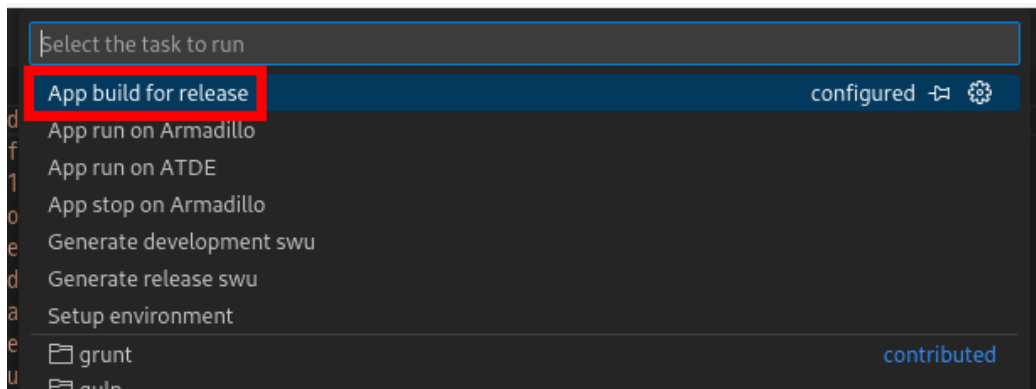 Select the task to run
App build for release configured
App run on Armadillo
App run on ATDE
App stop on Armadillo
Generate development swu
Generate release swu
Setup environment
grunt contributed